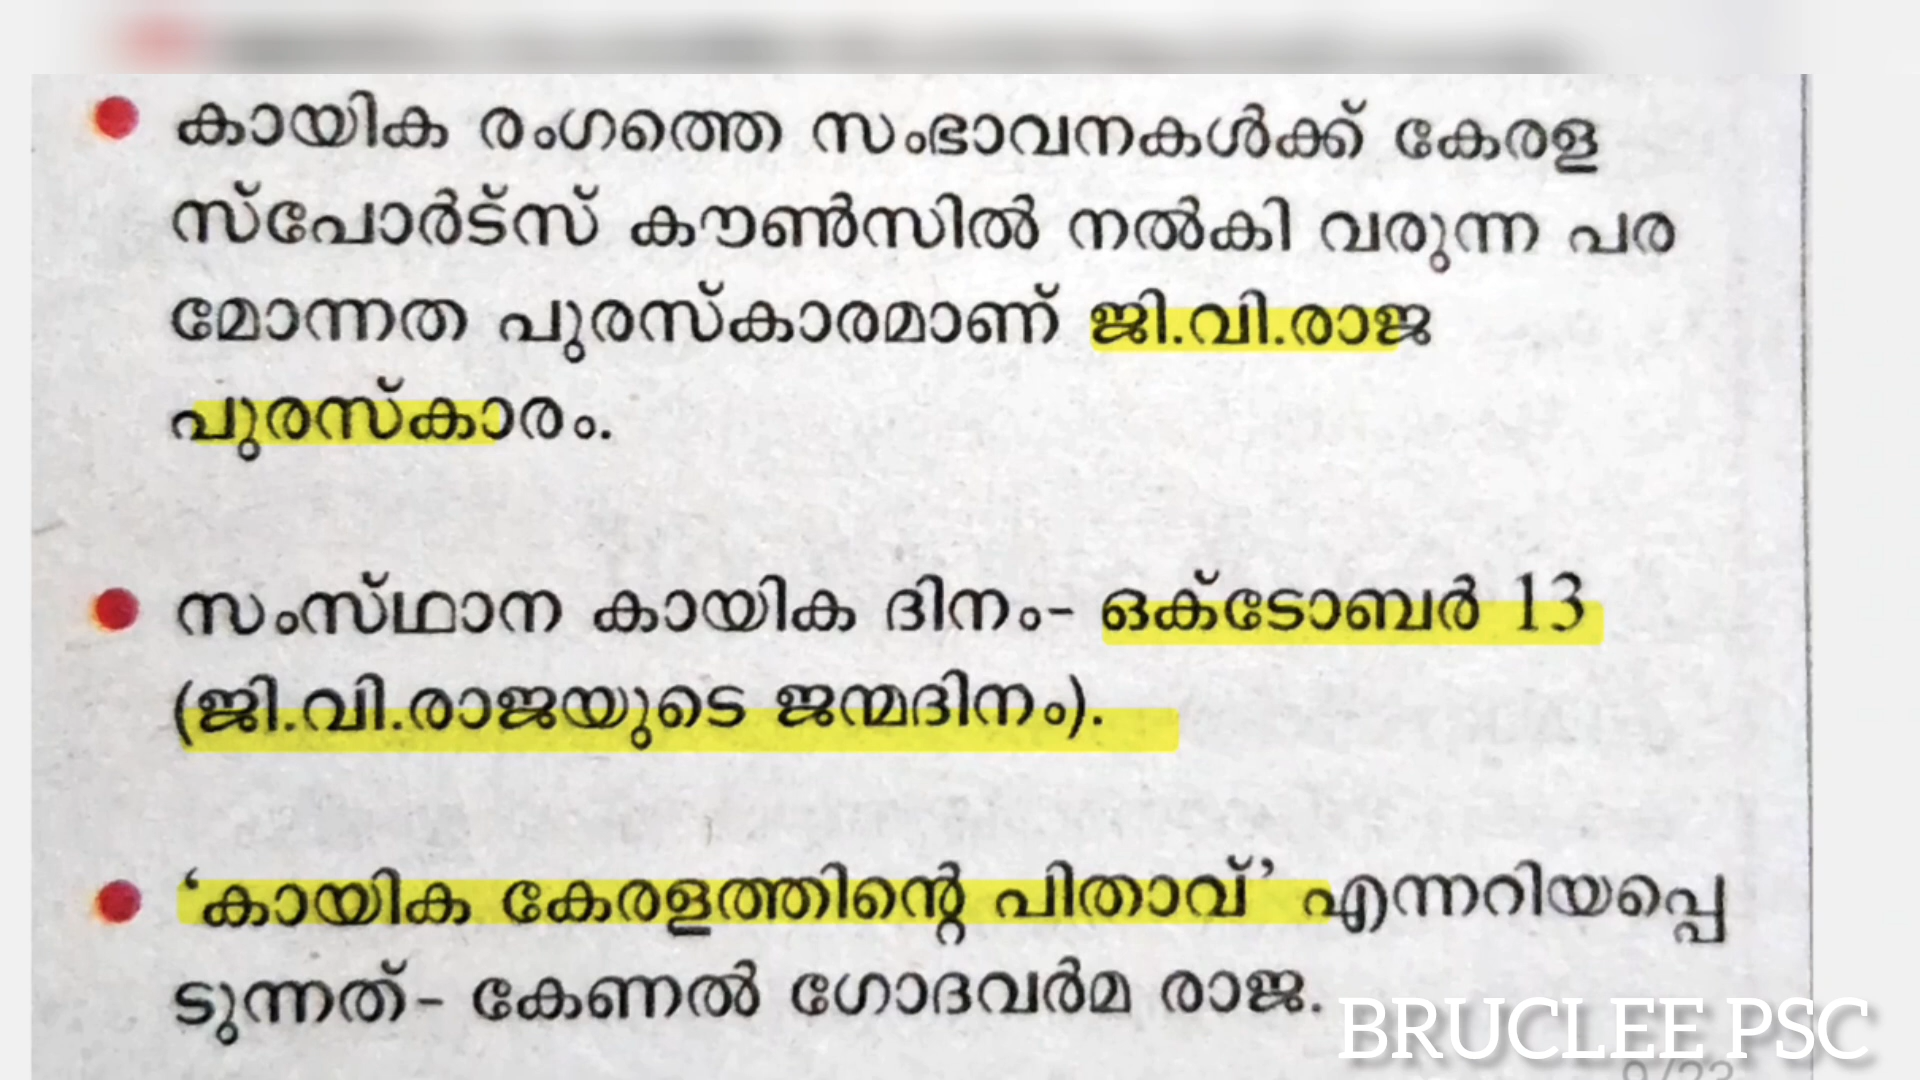 കായിക രംഗത്തെ സംഭാവനകൾക്ക് കേരള
സ്പോർട്സ് കൗൺസിൽ നൽകി വരുന്ന പര
മോന്നത പുരസ്കാരമാണ് ജി.വി.രാജ
പുരസ്കാരം.
സംസ്ഥാന കായിക ദിനം- ഒക്ടോബർ 13
(ജി.വി.രാജയുടെ ജന്മദിനം).
‘കായിക കേരളത്തിന്റെ പിതാവ്’ എന്നറിയപ്പെ
ടുന്നത്- കേണൽ ഗോദവർമ രാജ.
BRUCLEE PSC